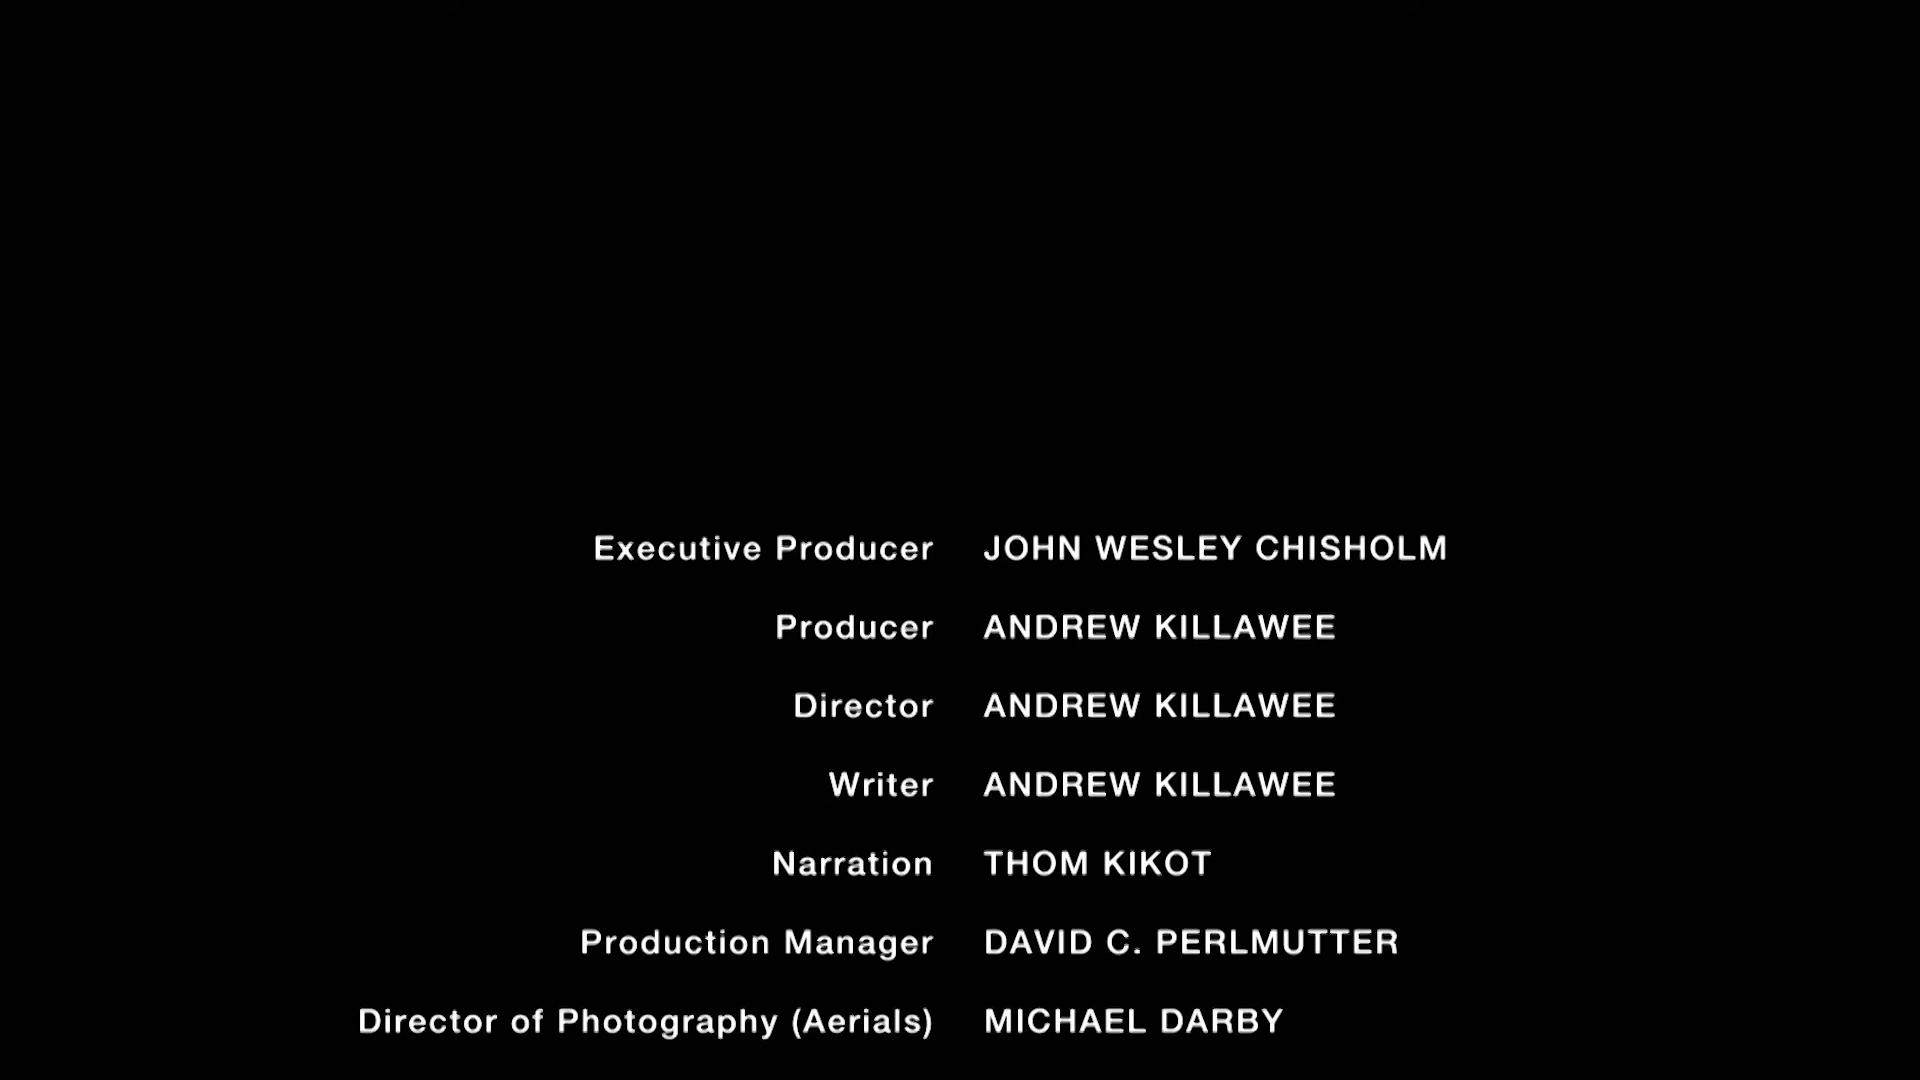 Executive Producer JOHN WESLEY CHISHOLM
Producer ANDREW KILLAWEE
Director ANDREW KILLAWEE
Writer ANDREW KILLAWEE
Narration THOM KIKOT
Production Manager DAVID C. PERLMUTTER
Director of Photography (Aerials) MICHAEL DARBY